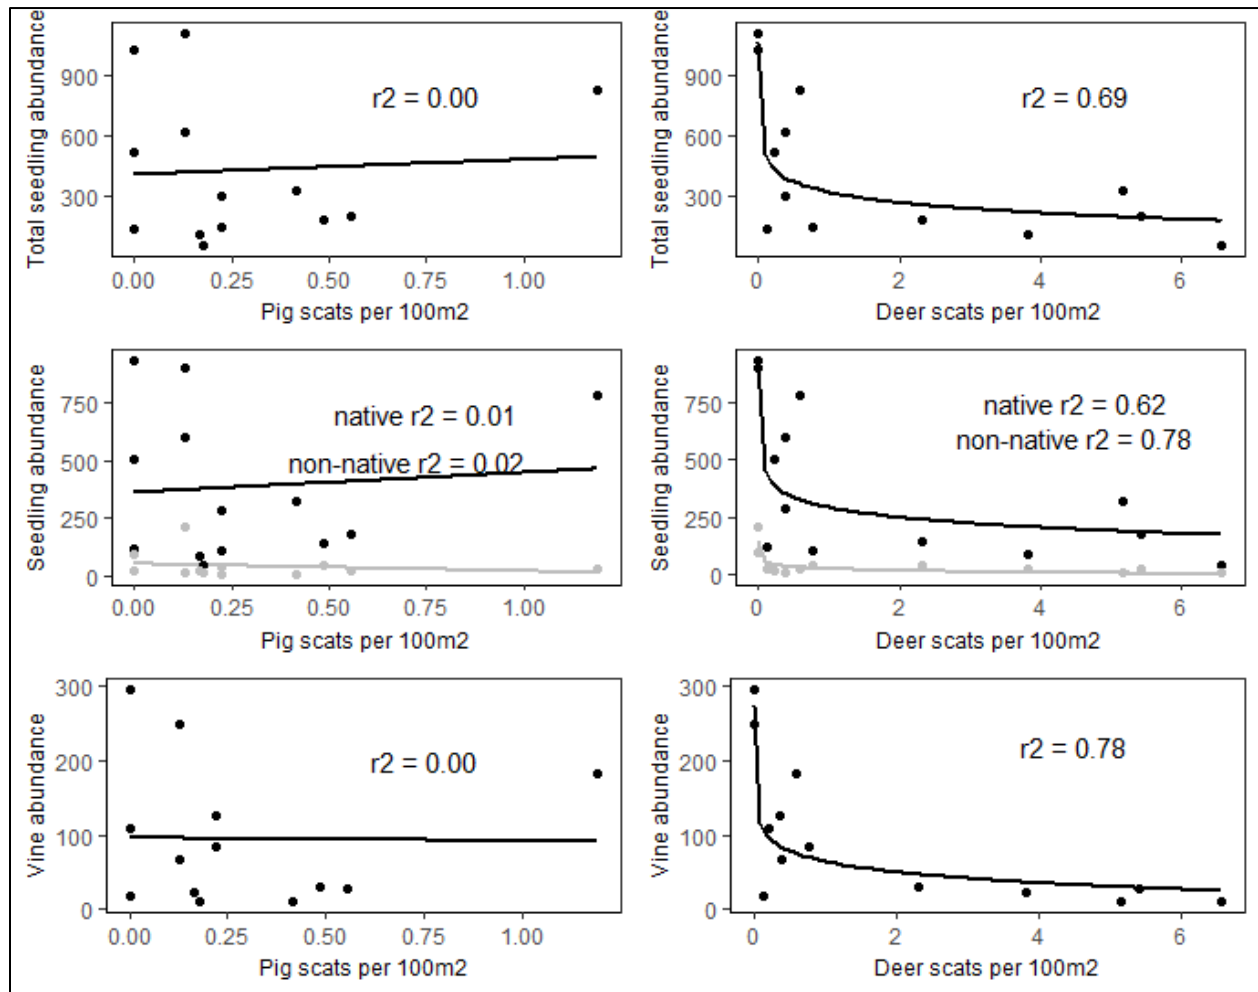 Total seedling abundance
900
600
300
r2 = 0.00
0.00 0.25 0.50 0.75 1.00
Pig scats per 100m2
Total seedling abundance
900
600
300
r2 = 0.69
0 2 4 6
Deer scats per 100m2
Seedling abundance
750
500
250
0
native r2 = 0.01
non-native r2 = 0.02
0.00 0.25 0.50 0.75 1.00
Pig scats per 100m2
Seedling abundance
750
500
250
0
native r2 = 0.62
non-native r2 = 0.78
0 2 4 6
Deer scats per 100m2
Vine abundance
300
200
100
0
r2 = 0.00
0.00 0.25 0.50 0.75 1.00
Pig scats per 100m2
Vine abundance
300
200
100
0
r2 = 0.78
0 2 4 6
Deer scats per 100m2